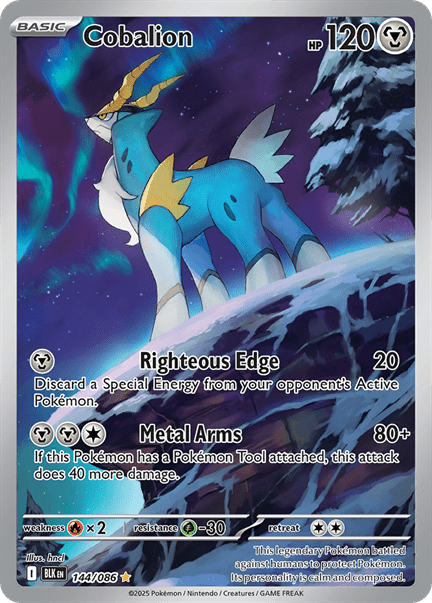 BASIC
Cobalion
HP 120
Righteous Edge 20
Discard a Special Energy from your opponent's Active
Pokémon.
Metal Arms 80+
If this Pokémon has a Pokémon Tool attached, this attack
does 40 more damage.
weakness ×2 resistance -30 retreat
Illus. hncl
D BLK EN 144/086
This legendary Pokémon battled
against humans to protect Pokémon.
Its personality is calm and composed.
©2025 Pokémon / Nintendo / Creatures / GAME FREAK